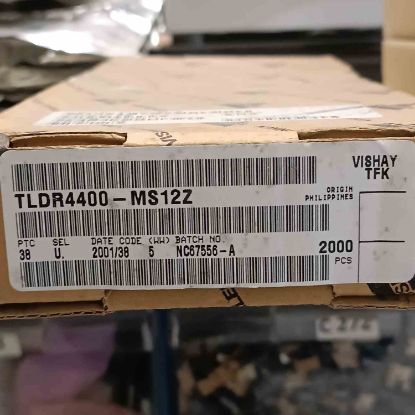 VISHAY
TFK
TLDR4400-MS12Z
ORIGIN
PHILIPPINES
PTC SEL DATE CODE (WW) BATCH NO.
38 U. 2001/38 5 NC67556-A
2000
PCS